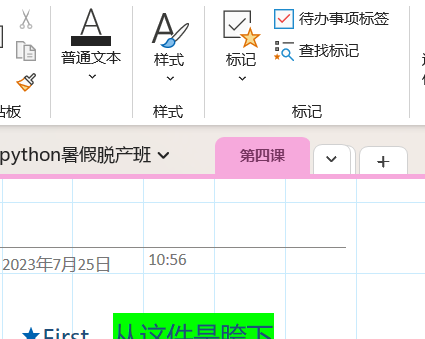 待办事项标签
普通文本 样式 标记 查找标记
贴板 样式 标记
python暑假脱产班 第四课
2023年7月25日 10:56
★First